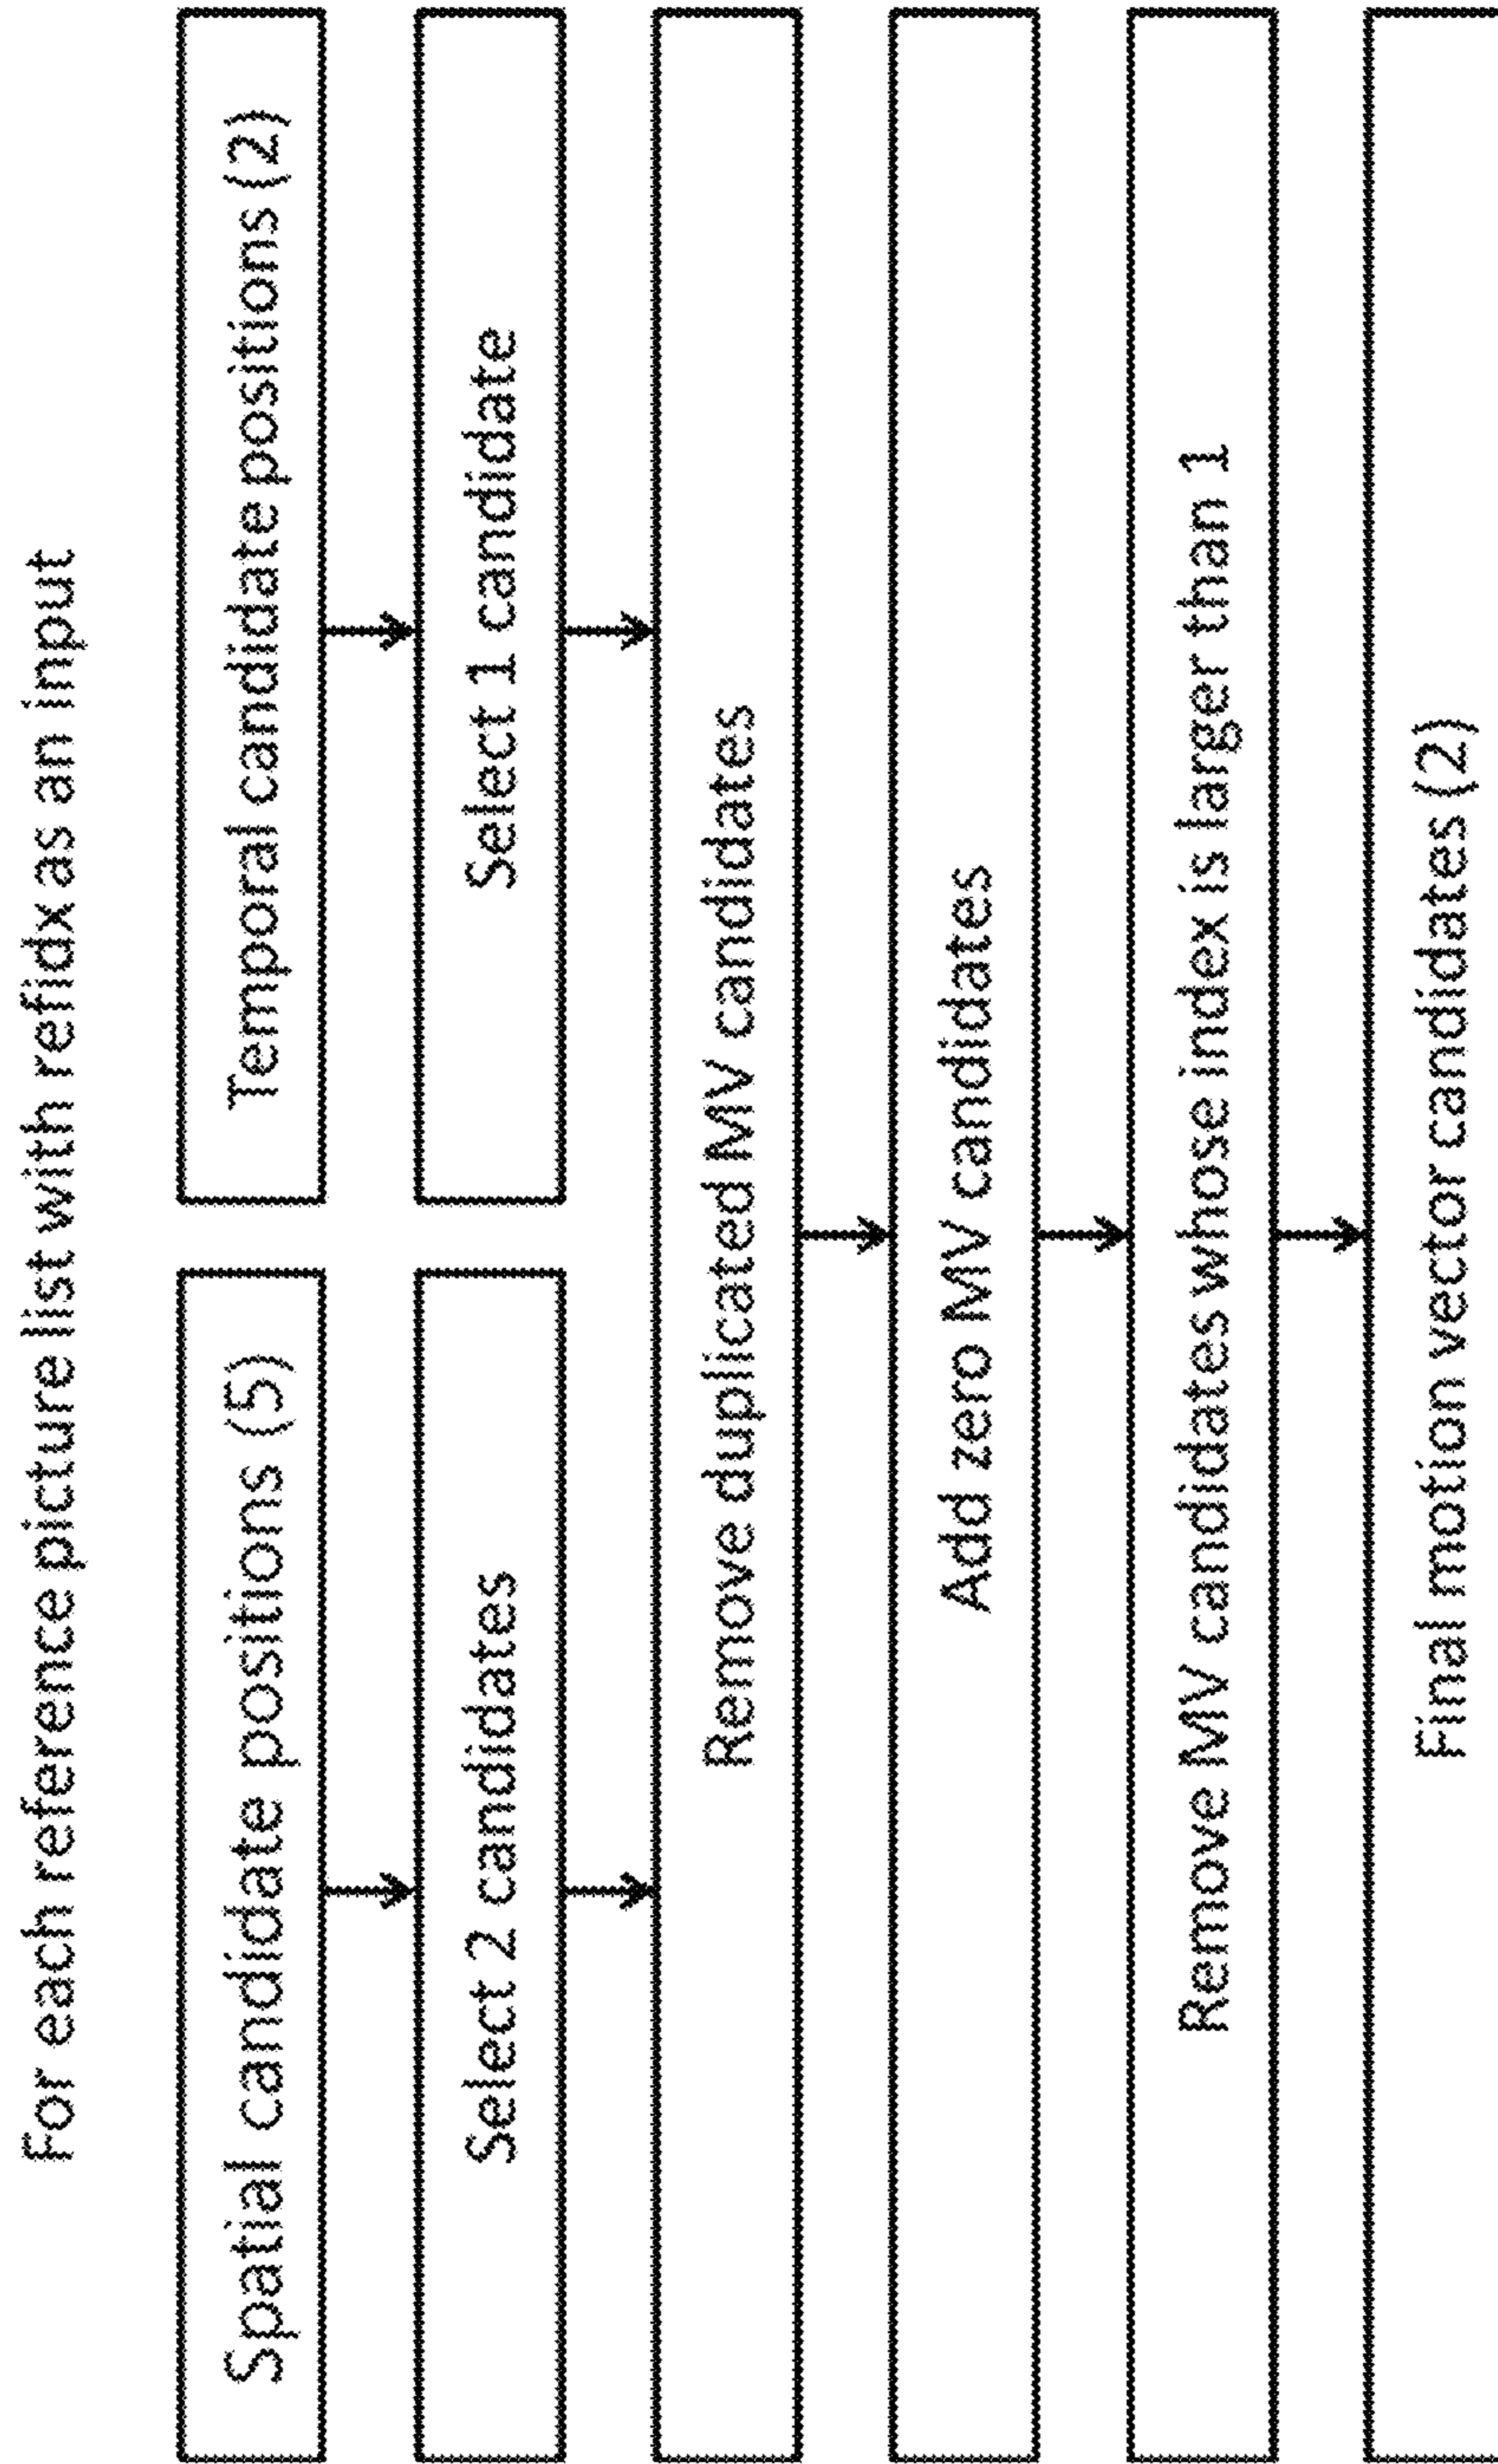 For each reference picture list with refidx as an input
Spatial candidate positions (5)
Temporal candidate positions (2)
Select 2 candidates
Select 1 candidate
Remove duplicated MV candidates
Add zero MV candidates
Remove MV candidates whose index is larger than 1
Final motion vector candidates (2)